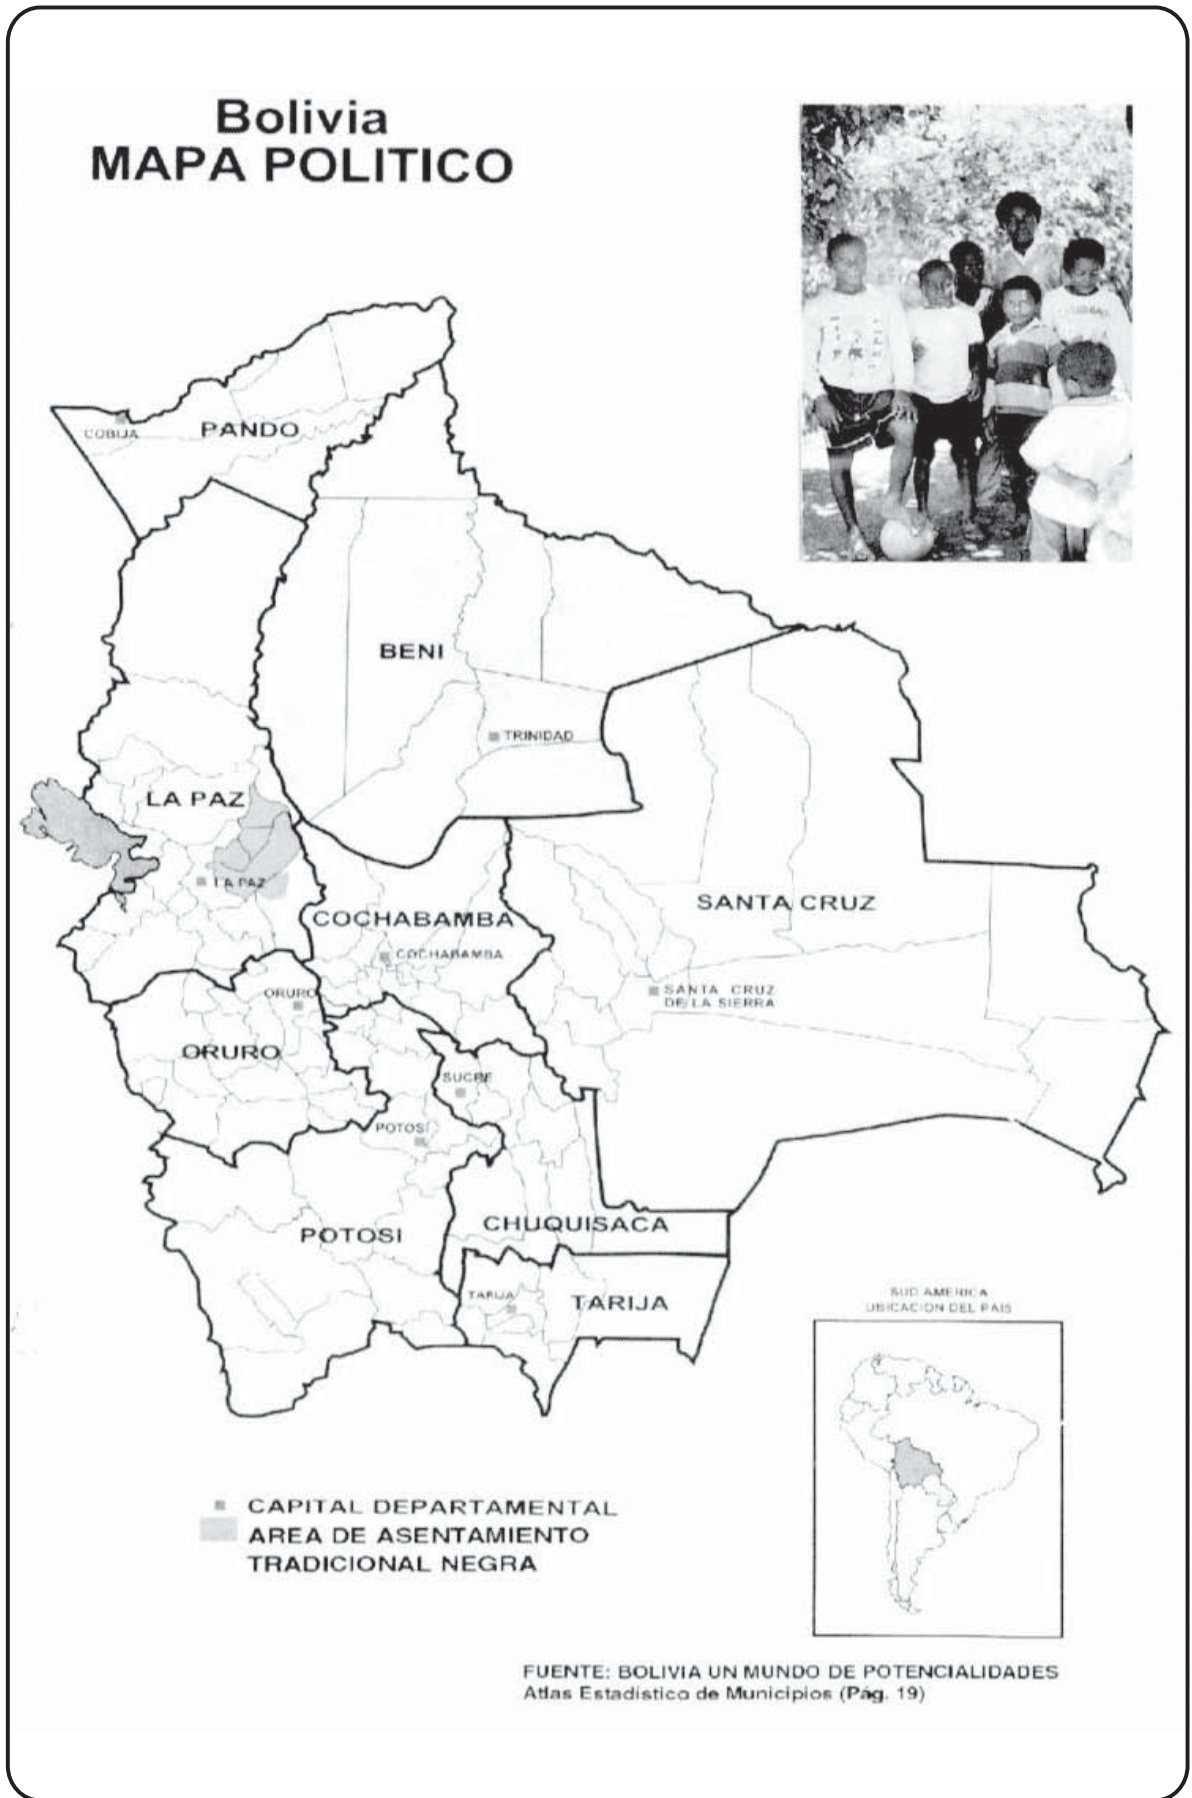 Bolivia
MAPA POLITICO
COBIJA
PANDO
BENI
TRINIDAD
LA PAZ
LA PAZ
COCHABAMBA
COCHABAMBA
SANTA CRUZ
SANTA CRUZ
DE LA SIERRA
ORURO
ORURO
SUCRE
POTOSI
POTOSI
CHUQUISACA
TARIJA
TARIJA
SUD AMERICA
UBICACION DEL PAIS
CAPITAL DEPARTAMENTAL
AREA DE ASENTAMIENTO
TRADICIONAL NEGRA
FUENTE: BOLIVIA UN MUNDO DE POTENCIALIDADES
Atlas Estadístico de Municipios (Pág. 19)